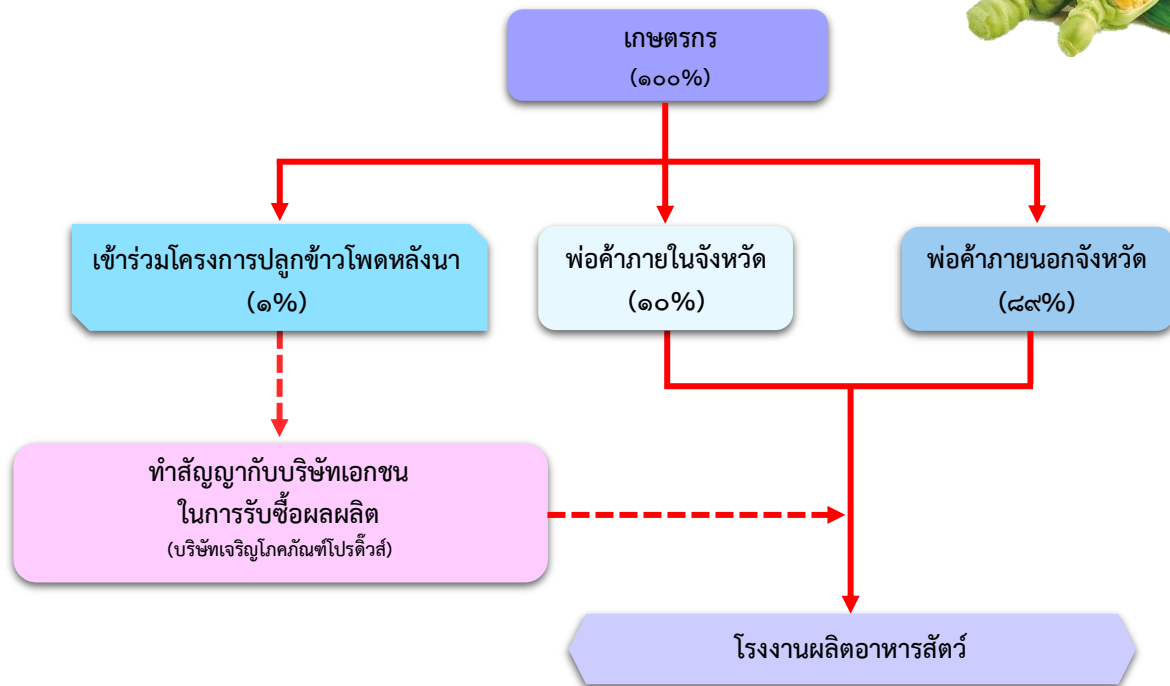 เกษตรกร
(๑๐๐%)
เข้าร่วมโครงการปลูกข้าวโพดหลังนา
(๑%)
พ่อค้าภายในจังหวัด
(๑๐%)
พ่อค้าภายนอกจังหวัด
(๘๙%)
ทำสัญญากับบริษัทเอกชน
ในการรับซื้อผลผลิต
(บริษัทเจริญโภคภัณฑ์โปรดิ๊วส์)
โรงงานผลิตอาหารสัตว์